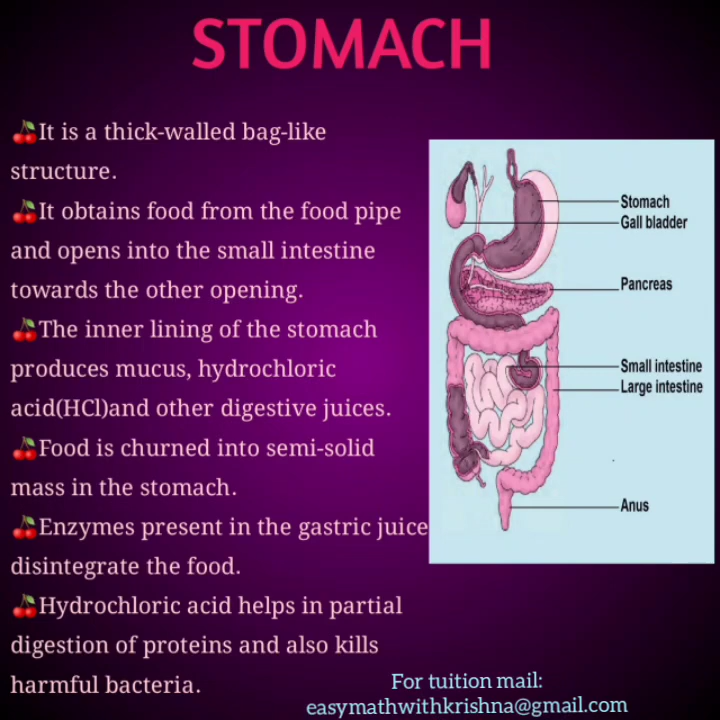 STOMACH
🍒It is a thick-walled bag-like
structure.
🍒It obtains food from the food pipe
and opens into the small intestine
towards the other opening.
🍒The inner lining of the stomach
produces mucus, hydrochloric
acid(HCl)and other digestive juices.
🍒Food is churned into semi-solid
mass in the stomach.
🍒Enzymes present in the gastric juice
disintegrate the food.
🍒Hydrochloric acid helps in partial
digestion of proteins and also kills
harmful bacteria.
Stomach
Gall bladder
Pancreas
Small intestine
Large intestine
Anus
For tuition mail:
easymathwithkrishna@gmail.com